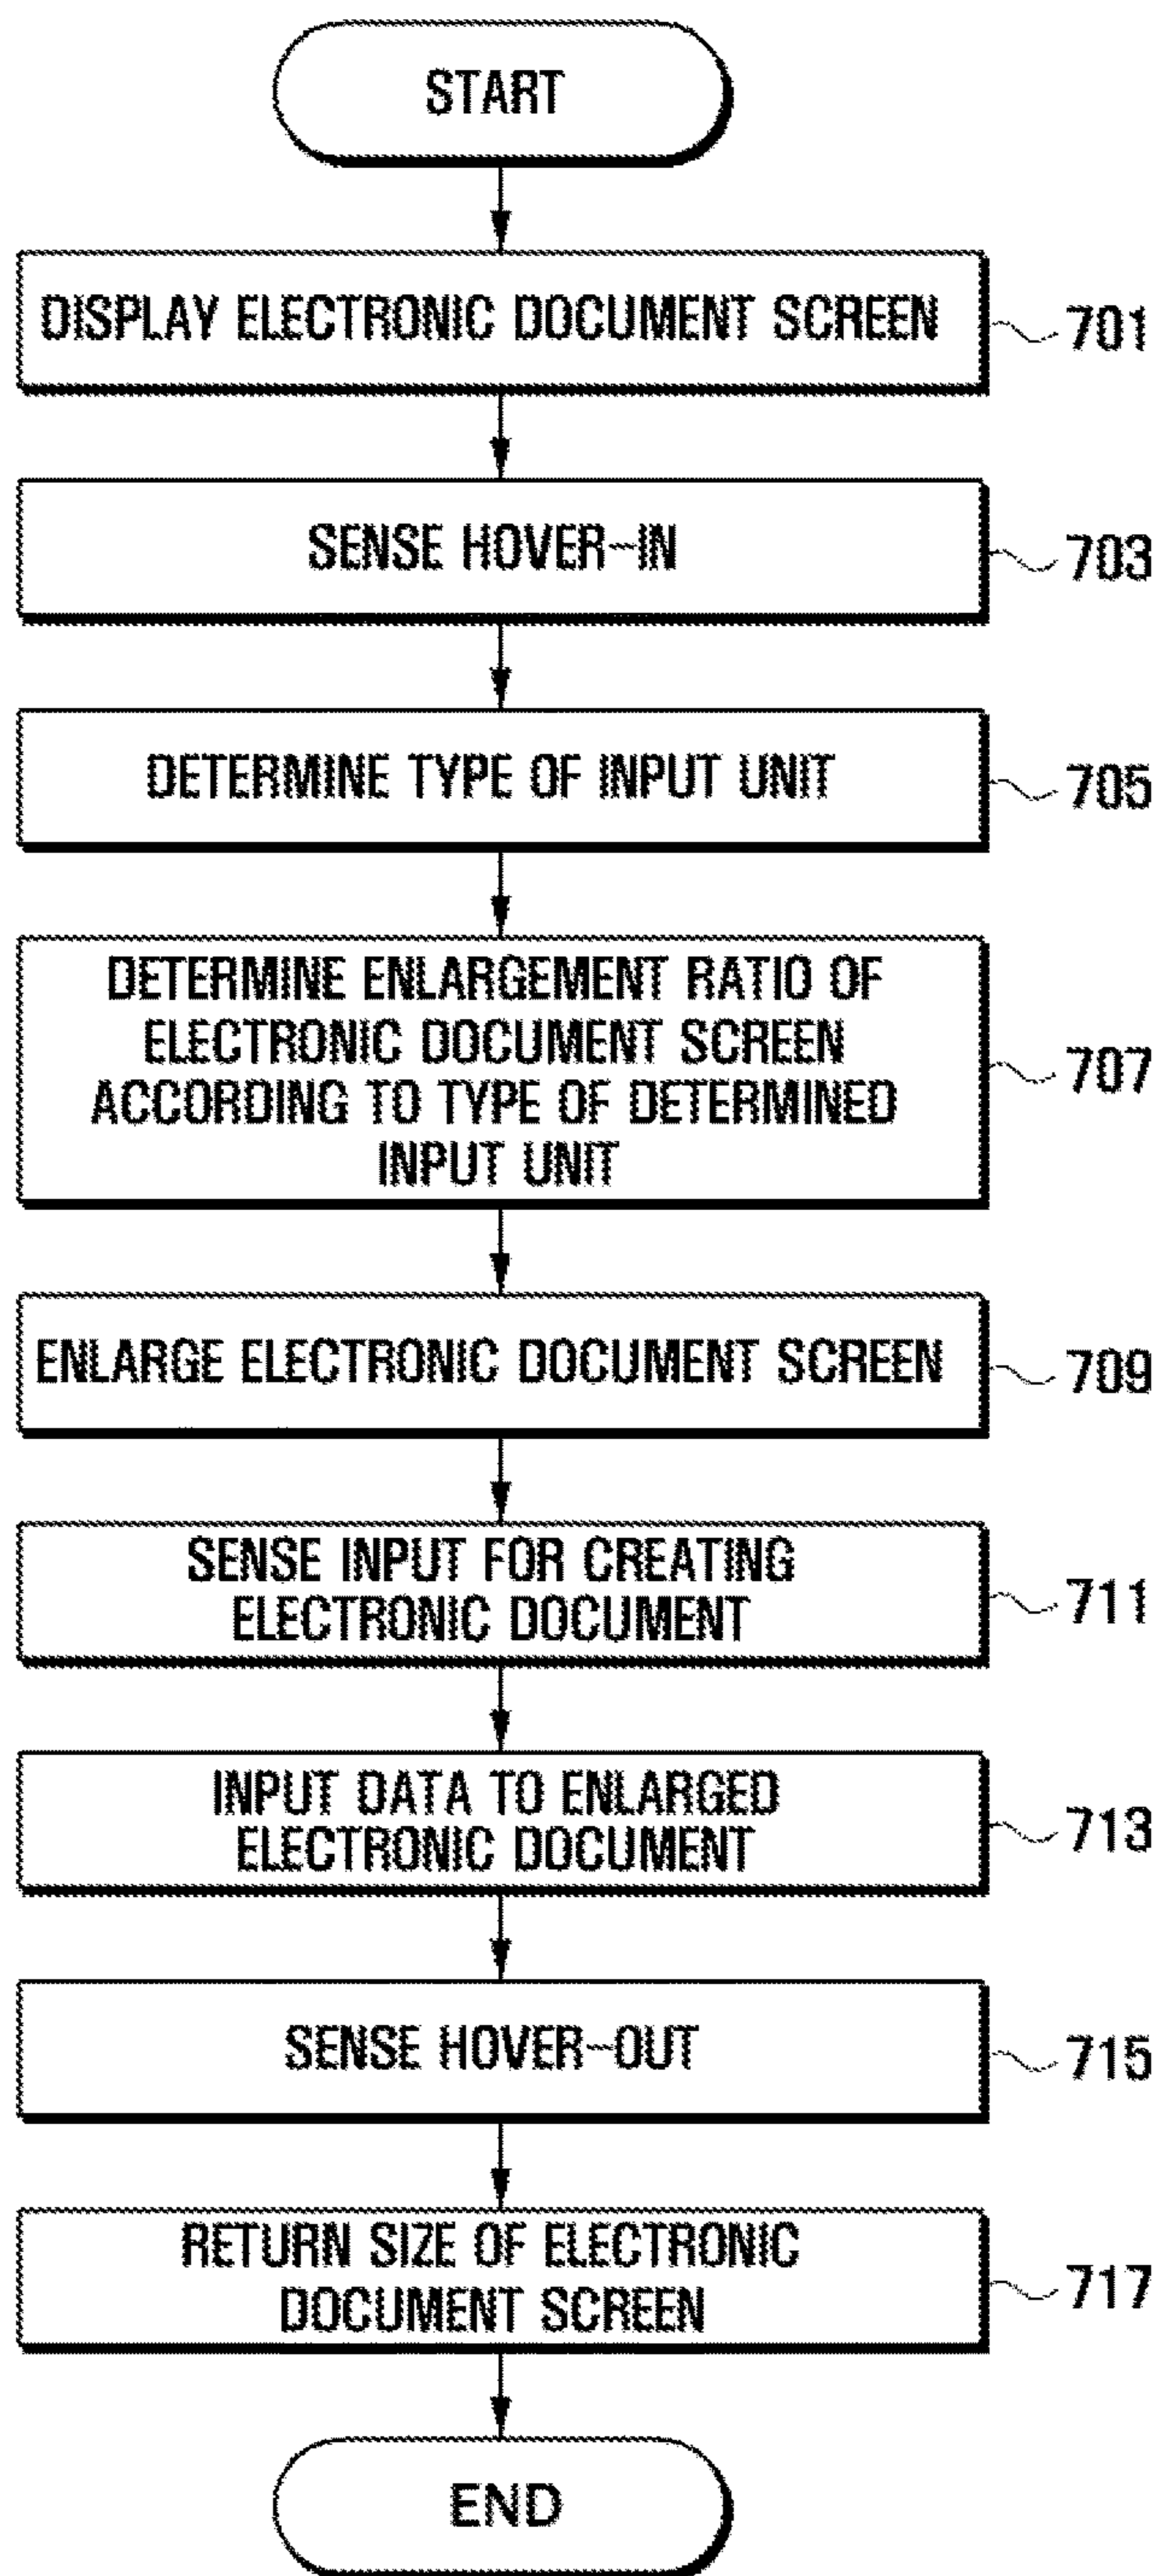 START
DISPLAY ELECTRONIC DOCUMENT SCREEN
701
SENSE HOVER-IN
703
DETERMINE TYPE OF INPUT UNIT
705
DETERMINE ENLARGEMENT RATIO OF
ELECTRONIC DOCUMENT SCREEN
ACCORDING TO TYPE OF DETERMINED
INPUT UNIT
707
ENLARGE ELECTRONIC DOCUMENT SCREEN
709
SENSE INPUT FOR CREATING
ELECTRONIC DOCUMENT
711
INPUT DATA TO ENLARGED
ELECTRONIC DOCUMENT
713
SENSE HOVER-OUT
715
RETURN SIZE OF ELECTRONIC
DOCUMENT SCREEN
717
END